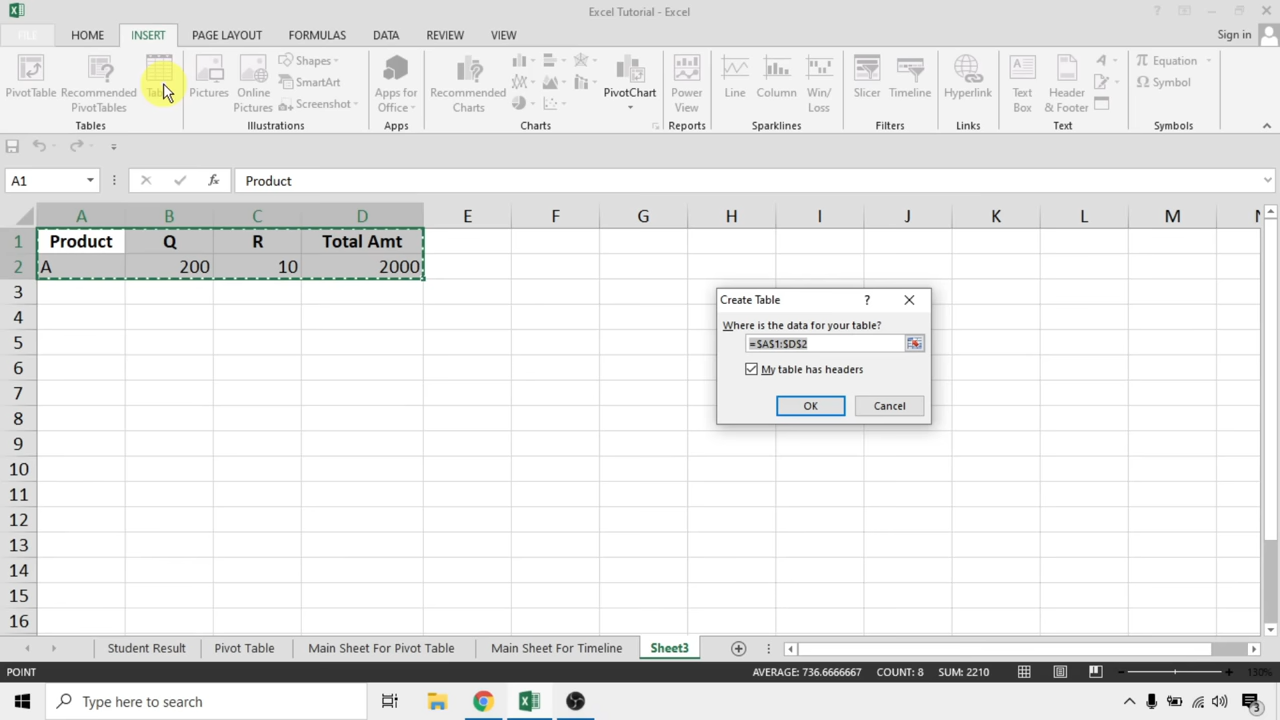 Excel Tutorial - Excel
FILE HOME INSERT PAGE LAYOUT FORMULAS DATA REVIEW VIEW Sign in
PivotTable
Recommended
PivotTables
Table
Tables
Pictures
Online
Pictures
Shapes
SmartArt
Screenshot
Illustrations
Apps for
Office
Apps
Recommended
Charts
PivotChart
Charts
Power
View
Reports
Line
Column
Win/
Loss
Sparklines
Slicer
Timeline
Filters
Hyperlink
Links
Text
Box
Header
& Footer
Text
Equation
Symbol
Symbols
A1 fx Product
A B C D E F G H I J K L M N
1 Product Q R Total Amt
2 A 200 10 2000
3
4
5
6
7
8
9
10
11
12
13
14
15
16
Create Table ?
Where is the data for your table?
=$A$1:$D$2
My table has headers
OK Cancel
Student Result Pivot Table Main Sheet For Pivot Table Main Sheet For Timeline Sheet3
POINT AVERAGE: 736.6666667 COUNT: 8 SUM: 2210 130%
Type here to search 3